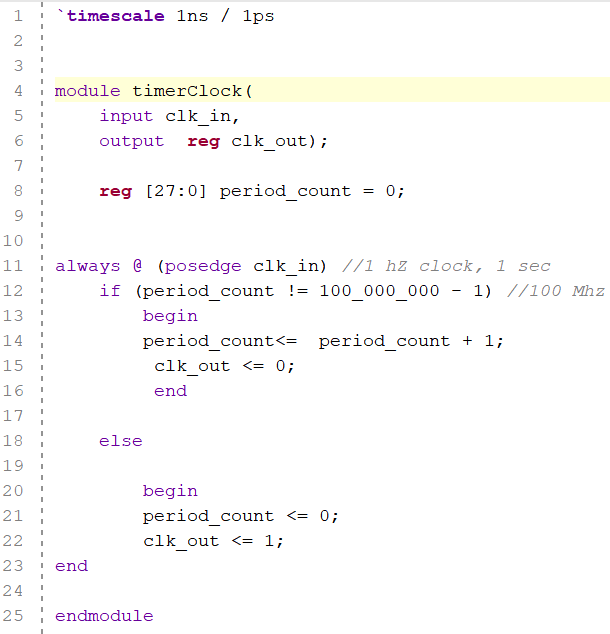 1 `timescale 1ns / 1ps
2
3
4 module timerClock(
5     input clk_in,
6     output  reg clk_out);
7
8     reg [27:0] period_count = 0;
9
10
11 always @ (posedge clk_in) //1 hZ clock, 1 sec
12     if (period_count != 100_000_000 - 1) //100 Mhz
13         begin
14         period_count<=  period_count + 1;
15          clk_out <= 0;
16          end
17
18     else
19
20         begin
21         period_count <= 0;
22         clk_out <= 1;
23 end
24
25 endmodule